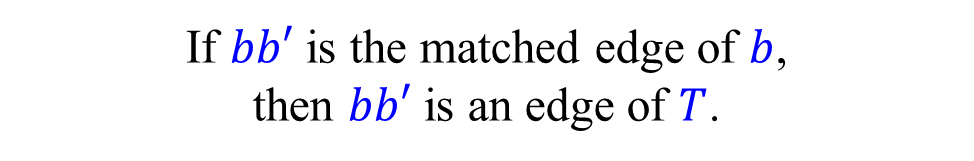 If bb′ is the matched edge of b,
then bb′ is an edge of T.